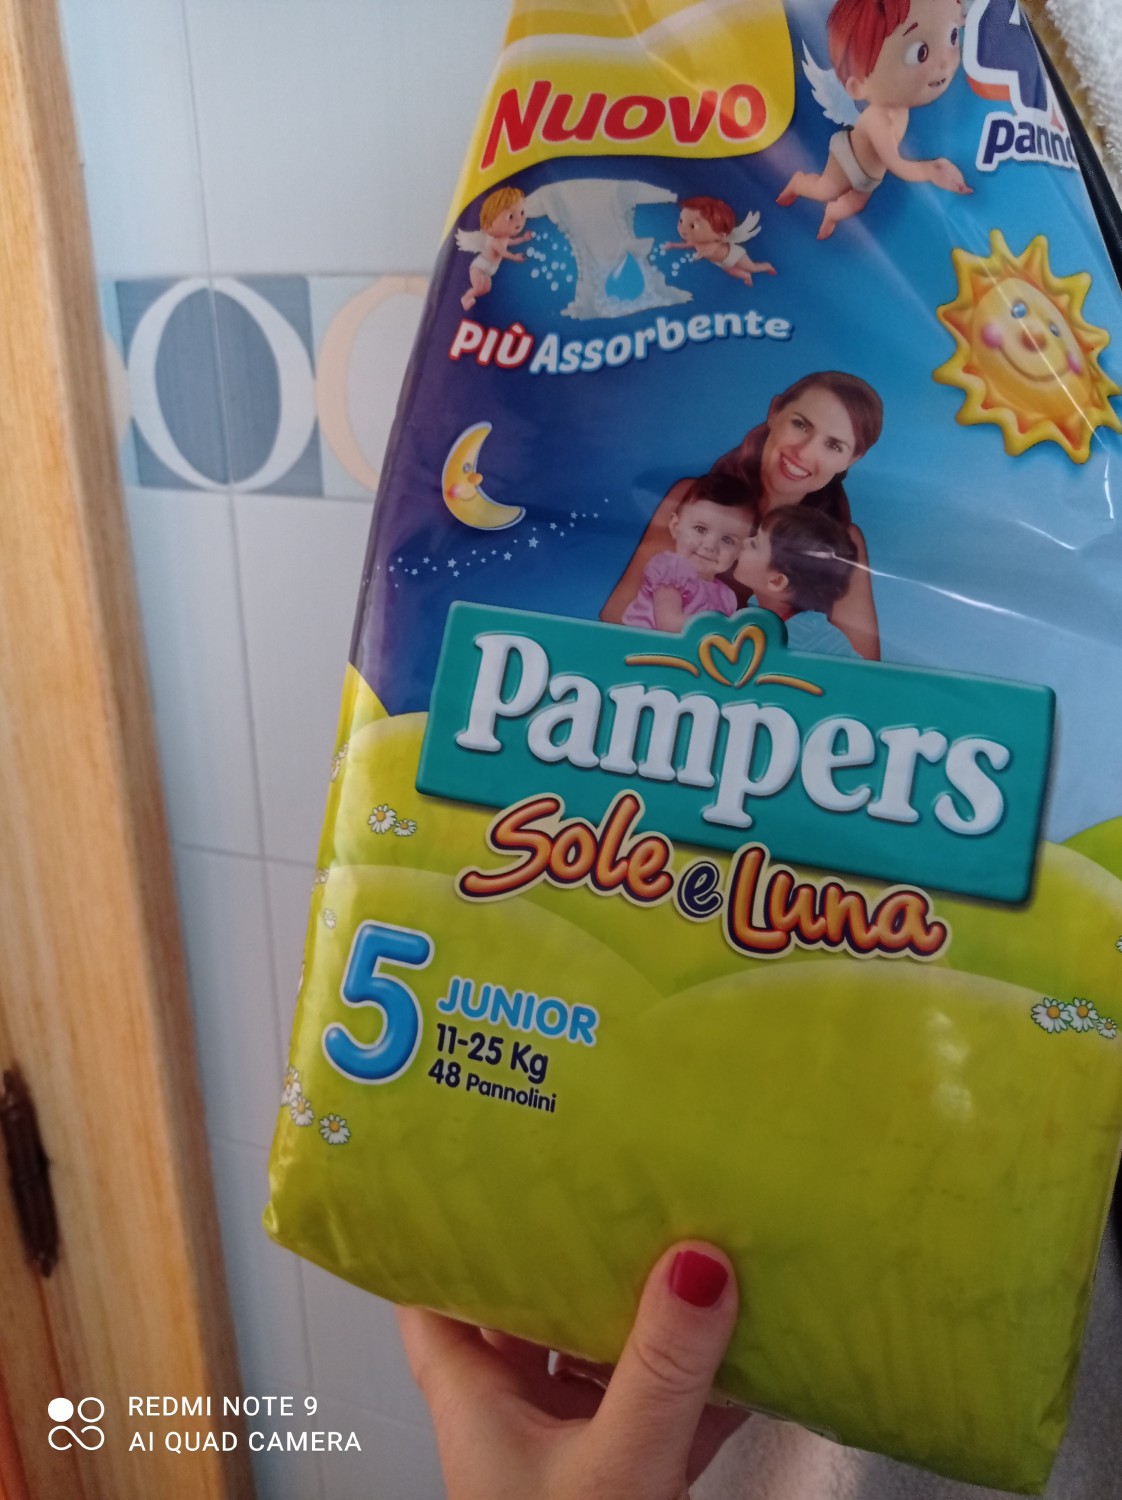 Nuovo
PIÙ Assorbente
Pampers
Sole e Luna
5
JUNIOR
11-25 Kg
48 Pannolini
REDMI NOTE 9
AI QUAD CAMERA